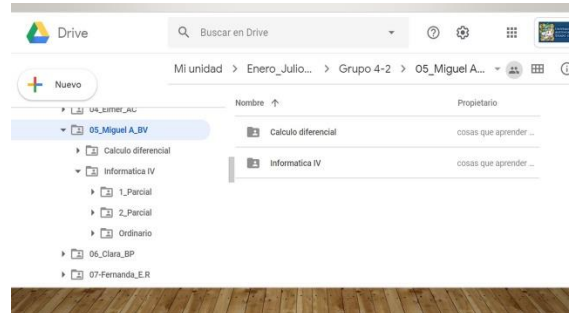 Drive
Buscar en Drive
Nuevo
Mi unidad > Enero_Julio... > Grupo 4-2 > 05_Miguel A...
Nombre ↑ Propietario
04_Elmer_AC
05_Miguel A_BV
Calculo diferencial
Informatica IV
1_Parcial
2_Parcial
Ordinario
06_Clara_BP
07-Fernanda_E.R
Calculo diferencial cosas que aprender ...
Informatica IV cosas que aprender ...